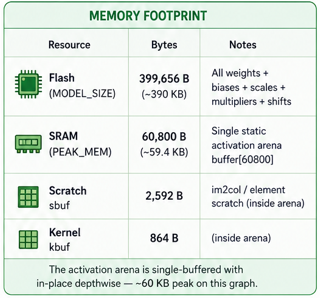 MEMORY FOOTPRINT
Resource Bytes Notes
Flash
(MODEL_SIZE)
399,656 B
(~390 KB)
All weights +
biases + scales +
multipliers + shifts
SRAM
(PEAK_MEM)
60,800 B
(~59.4 KB)
Single static
activation arena
buffer[60800]
Scratch
sbuf
2,592 B
im2col / element
scratch (inside arena)
Kernel
kbuf
864 B
(inside arena)
The activation arena is single-buffered with
in-place depthwise — ~60 KB peak on this graph.